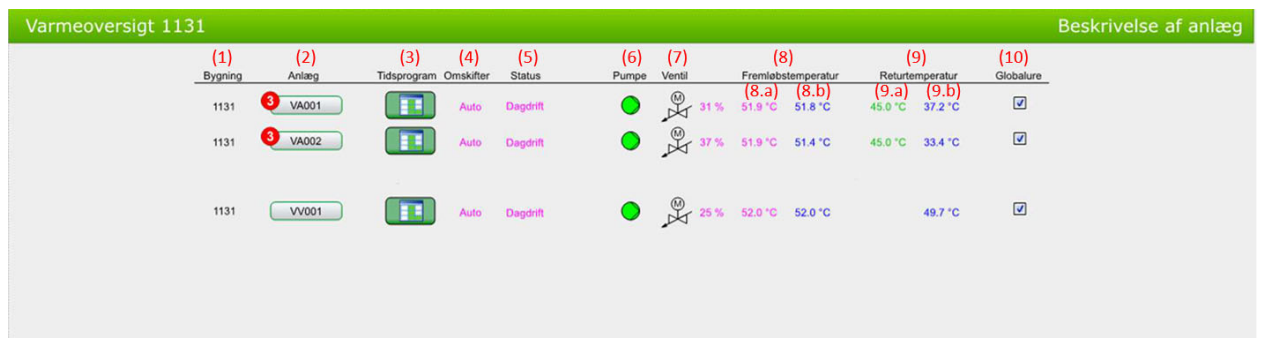 Varmeoversigt 1131 Beskrivelse af anlæg
(1) (2) (3) (4) (5) (6) (7) (8) (9) (10)
Bygning Anlæg Tidsprogram Omskifter Status Pumpe Ventil Fremløbstemperatur Returtemperatur Globalure
(8.a) (8.b) (9.a) (9.b)
1131 3 VA001 Auto Dagdrift M 31 % 51.9 °C 51.8 °C 45.0 °C 37.2 °C
1131 3 VA002 Auto Dagdrift M 37 % 51.9 °C 51.4 °C 45.0 °C 33.4 °C
1131 VV001 Auto Dagdrift M 25 % 52.0 °C 52.0 °C 49.7 °C